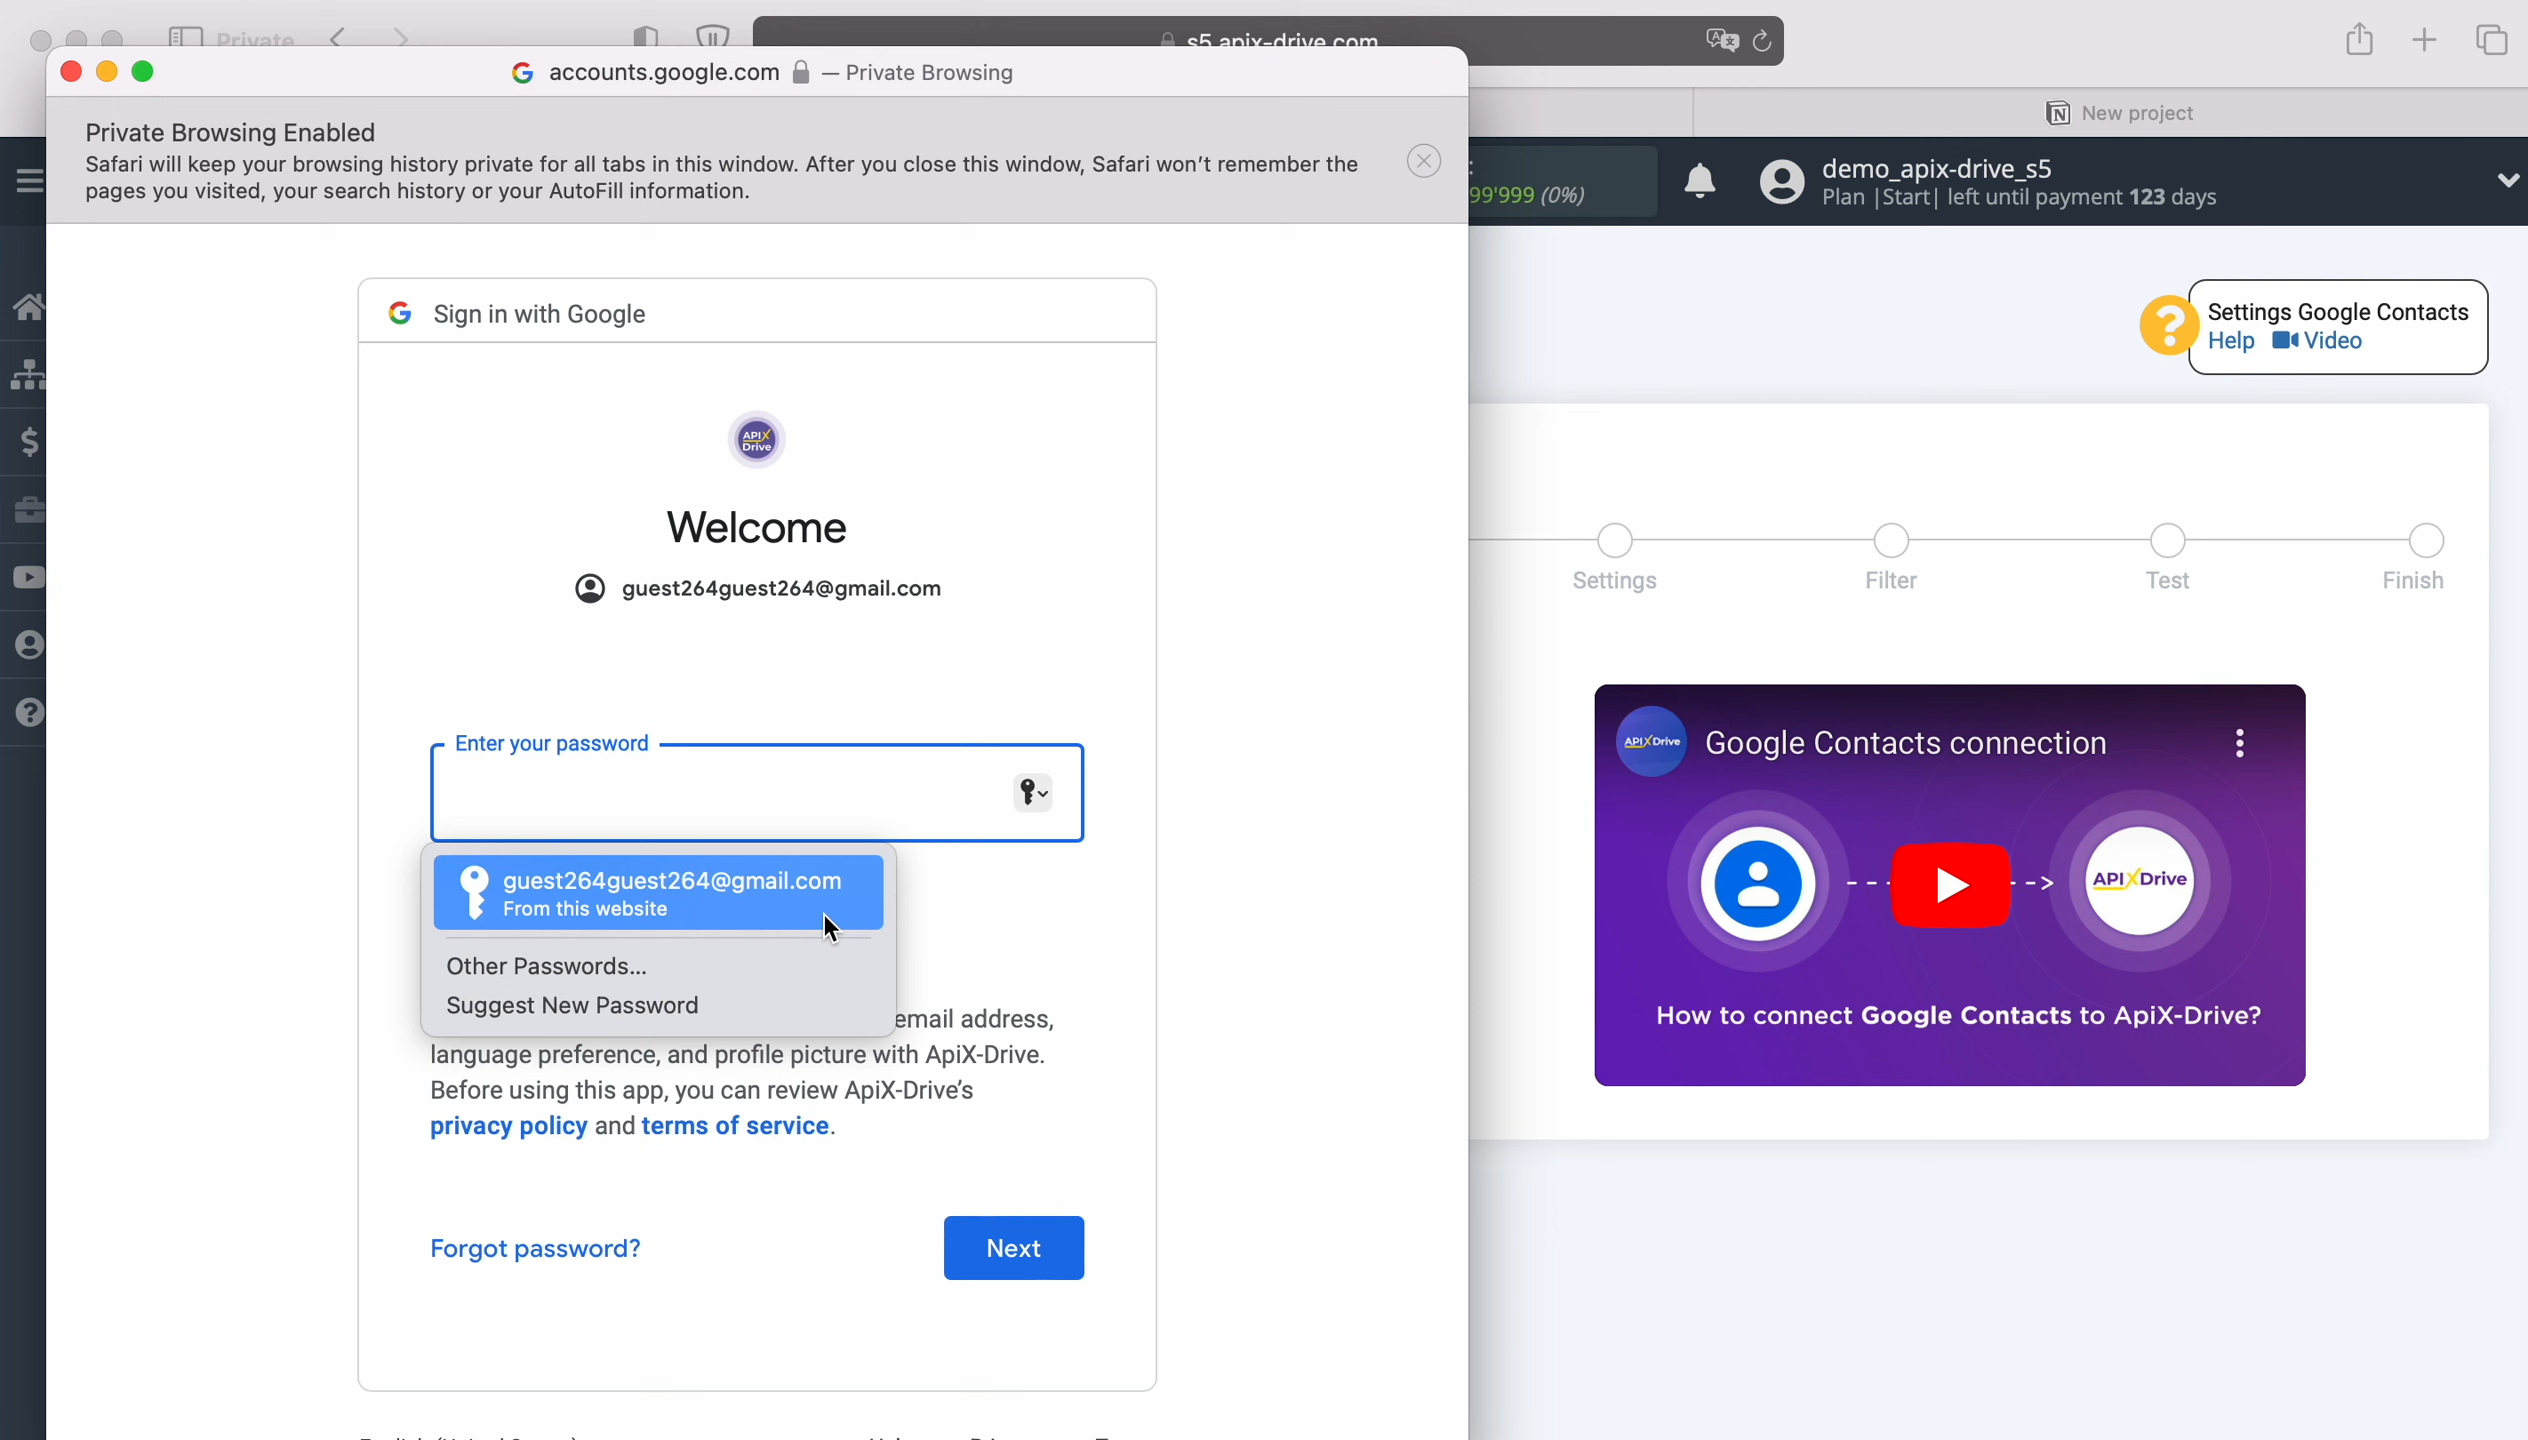 Private
s5.apix-drive.com
accounts.google.com — Private Browsing
New project
Private Browsing Enabled
Safari will keep your browsing history private for all tabs in this window. After you close this window, Safari won't remember the
pages you visited, your search history or your AutoFill information.
:
99'999 (0%)
demo_apix-drive_s5
Plan |Start| left until payment 123 days
Settings Google Contacts
Help Video
Sign in with Google
API X
Drive
Welcome
guest264guest264@gmail.com
Settings
Filter
Test
Finish
Enter your password
guest264guest264@gmail.com
From this website
Other Passwords...
Suggest New Password
email address,
language preference, and profile picture with ApiX-Drive.
Before using this app, you can review ApiX-Drive's
privacy policy and terms of service.
Forgot password?
Next
APIXDrive
Google Contacts connection
APIXDrive
How to connect Google Contacts to ApiX-Drive?